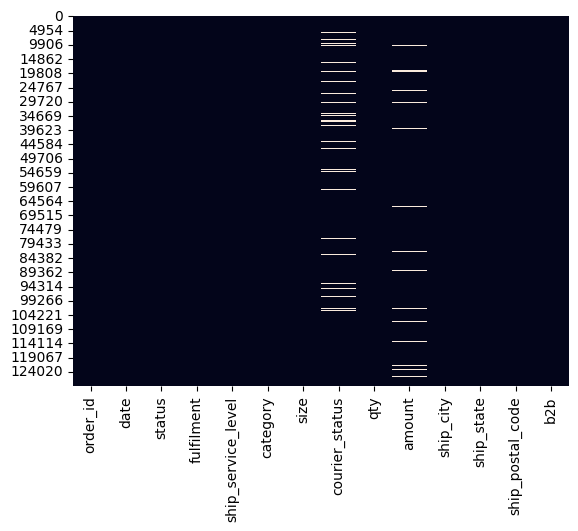 0
4954
9906
14862
19808
24767
29720
34669
39623
44584
49706
54659
59607
64564
69515
74479
79433
84382
89362
94314
99266
104221
109169
114114
119067
124020
order_id
date
status
fulfilment
ship_service_level
category
size
courier_status
qty
amount
ship_city
ship_state
ship_postal_code
b2b